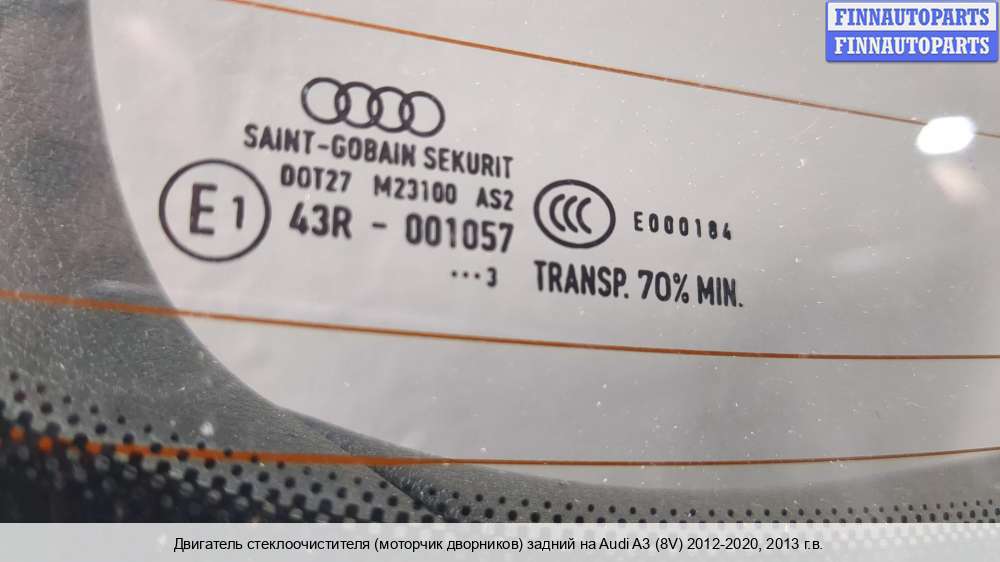 FINNAUTOPARTS
FINNAUTOPARTS
SAINT-GOBAIN SEKURIT
DOT27 M23100 AS2
E1 43R - 001057
CCC E000184
...3 TRANSP. 70% MIN.
Двигатель стеклоочистителя (моторчик дворников) задний на Audi A3 (8V) 2012-2020, 2013 г.в.